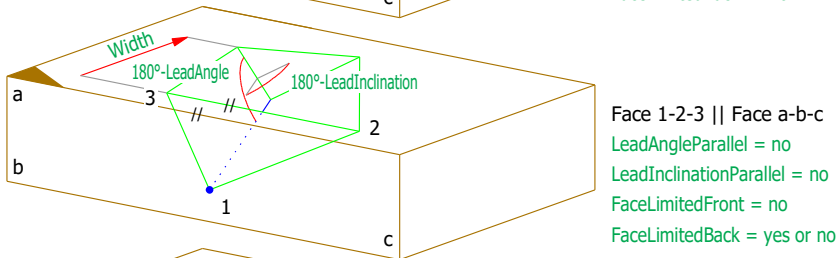 c
Width
180°-LeadAngle
180°-LeadInclination
a
3
2
b
1
c
Face 1-2-3 || Face a-b-c
LeadAngleParallel = no
LeadInclinationParallel = no
FaceLimitedFront = no
FaceLimitedBack = yes or no